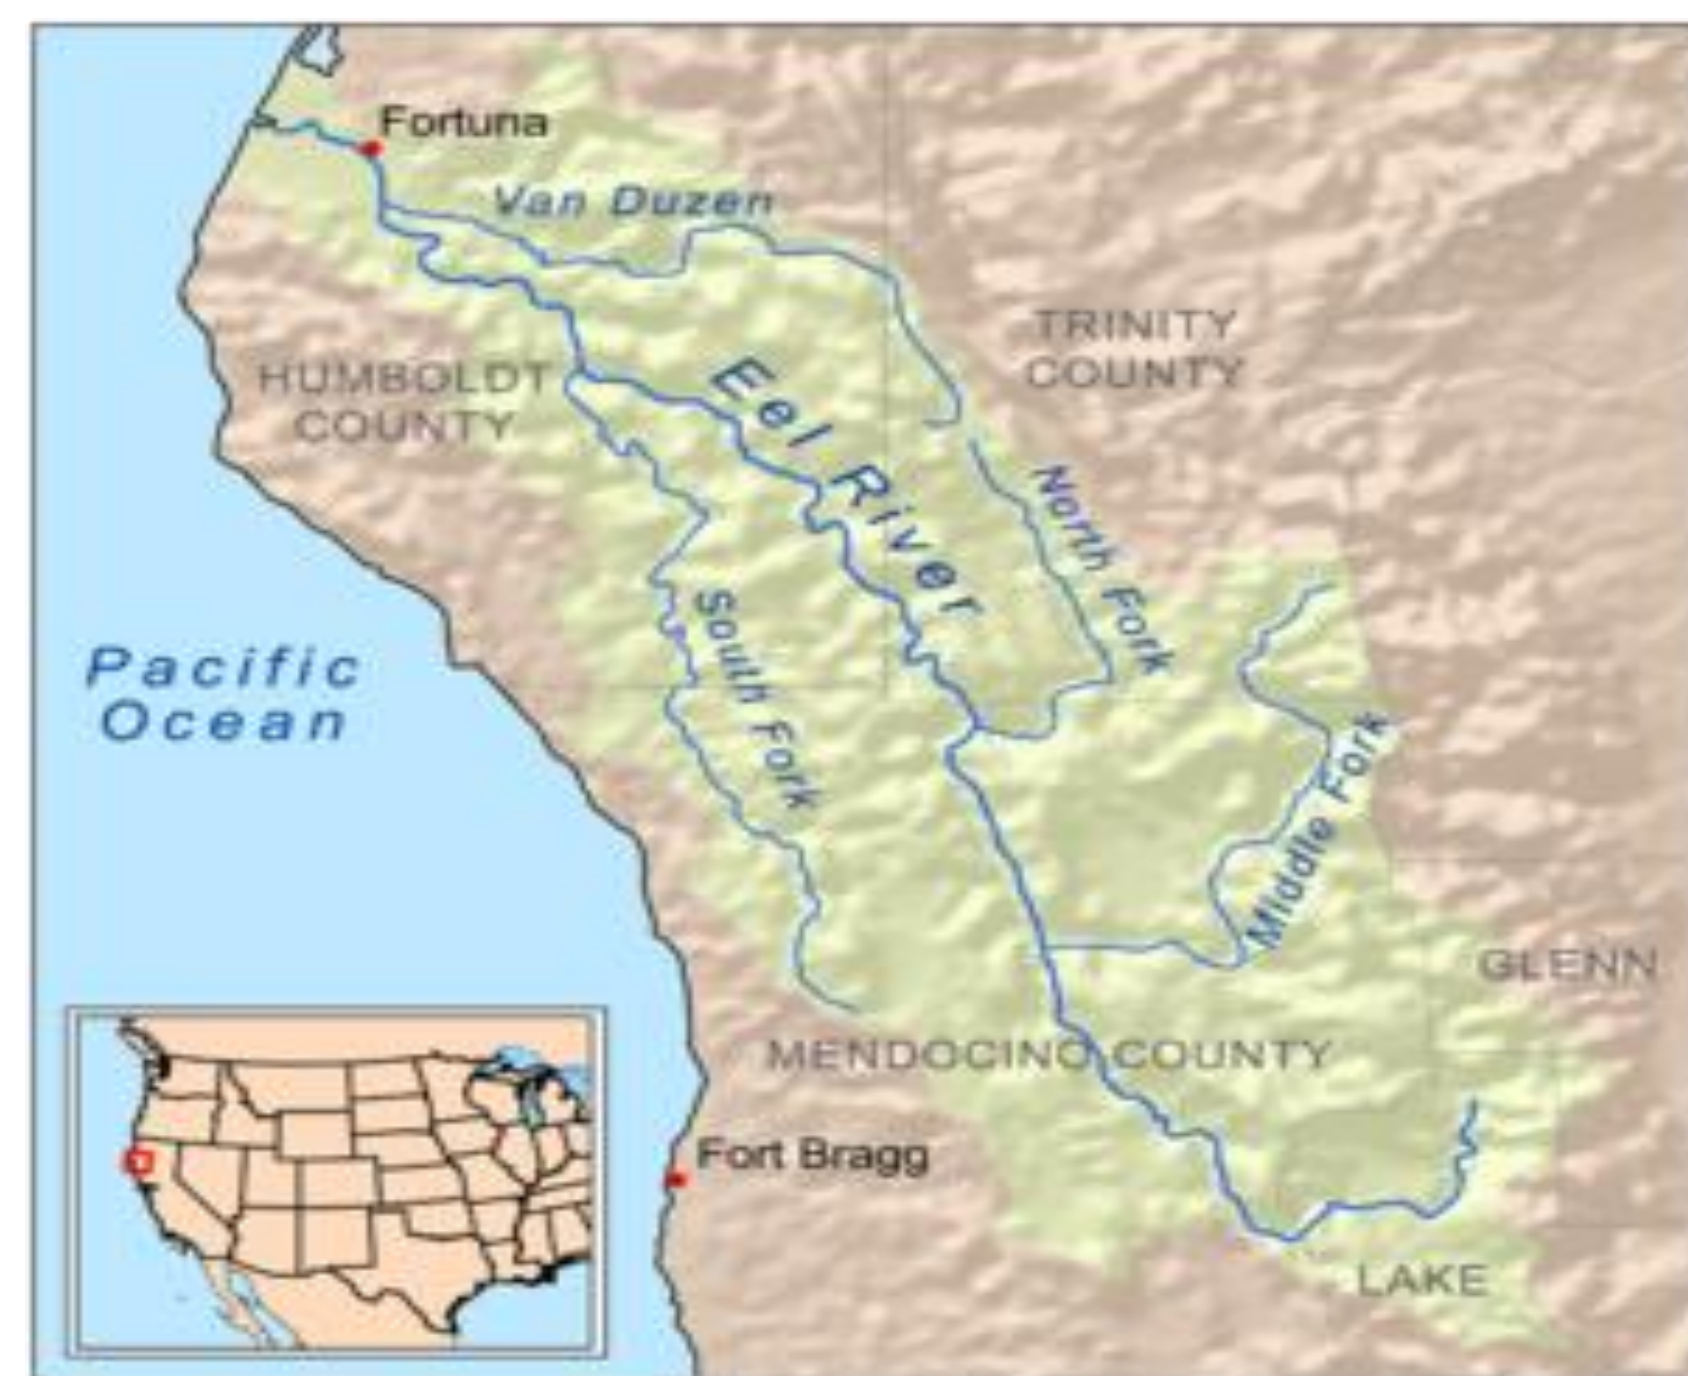 Fortuna
Van Duzen
TRINITY
COUNTY
HUMBOLDT
COUNTY
Eel River
North Fork
South Fork
Pacific
Ocean
Middle Fork
GLENN
MENDOCINO COUNTY
Fort Bragg
LAKE